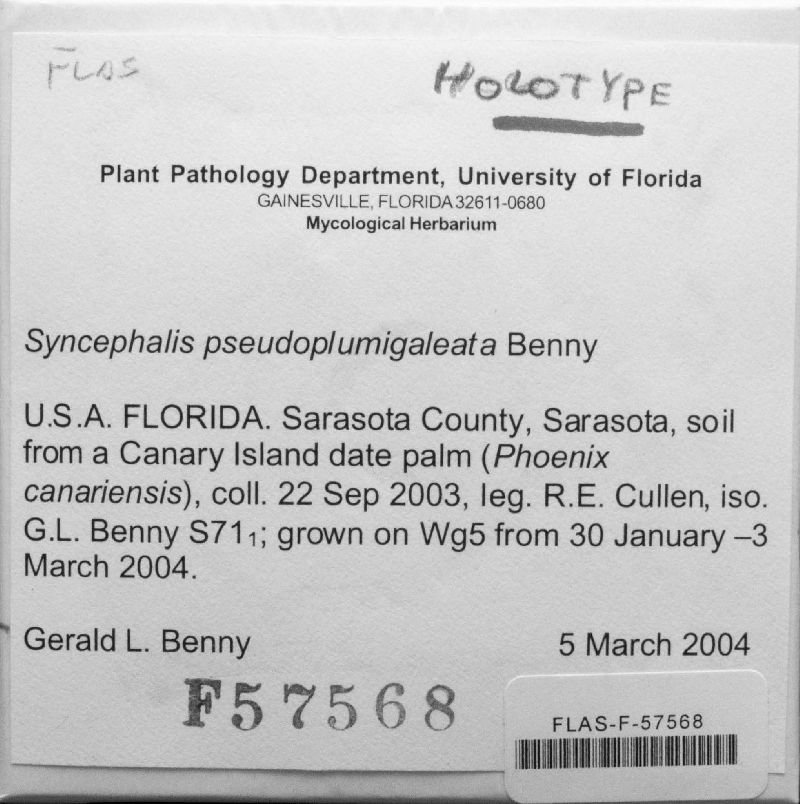 FLAS
HOLOTYPE
Plant Pathology Department, University of Florida
GAINESVILLE, FLORIDA 32611-0680
Mycological Herbarium
Syncephalis pseudoplumigaleata Benny
U.S.A. FLORIDA. Sarasota County, Sarasota, soil
from a Canary Island date palm (Phoenix
canariensis), coll. 22 Sep 2003, leg. R.E. Cullen, iso.
G.L. Benny S71₁; grown on Wg5 from 30 January –3
March 2004.
Gerald L. Benny 5 March 2004
F57568
FLAS-F-57568